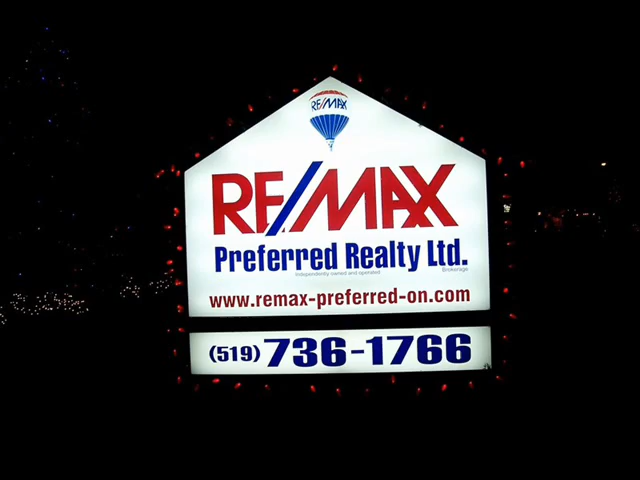 RE/MAX
RE/MAX
Preferred Realty Ltd.
Independently owned and operated Brokerage
www.remax-preferred-on.com
(519)736-1766